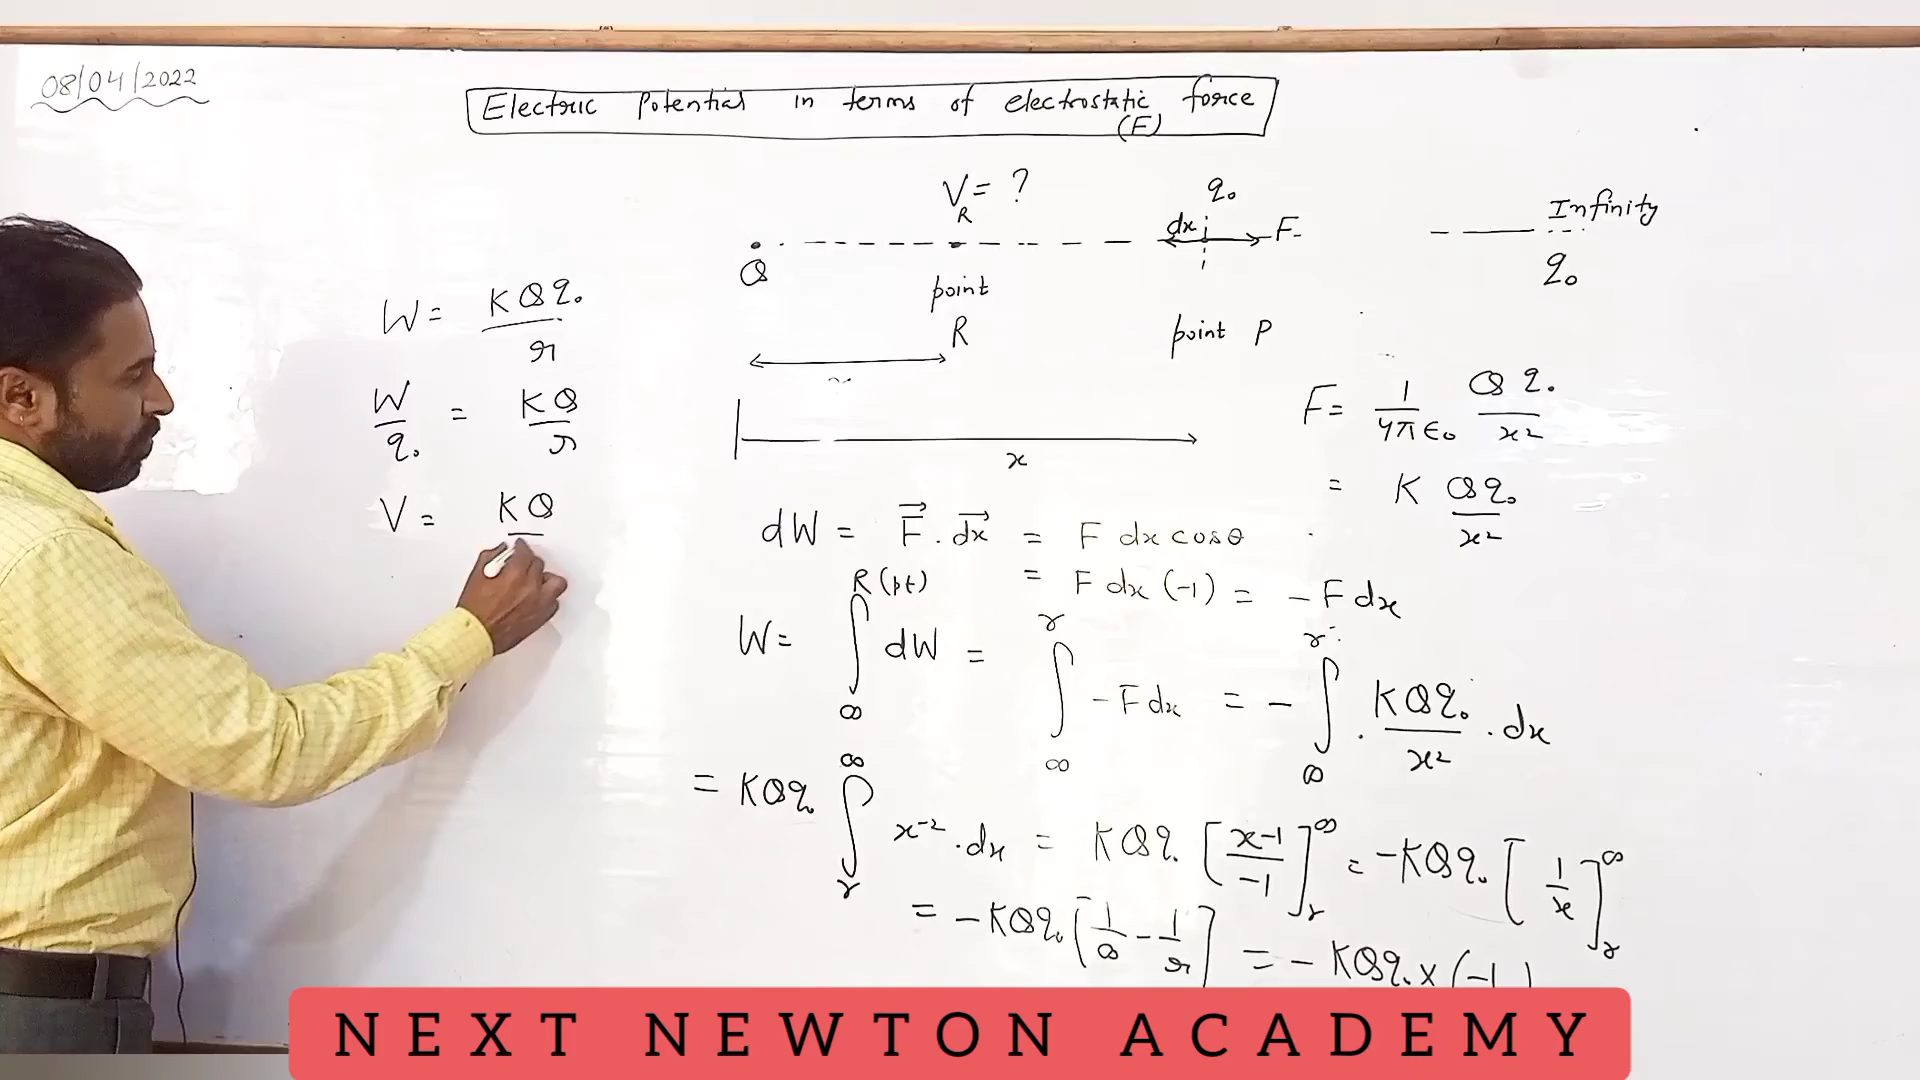 08/04/2022
Electric Potential in terms of electrostatic force
(F)
V_R = ?
q₀
dx
F
Infinity
Q
q₀
point
R
point P
x
W = KQq₀/r
W/q₀ = KQ/r
V = KQ
F = 1/4πϵ₀ Qq₀/x²
= K Qq₀/x²
dW = F⃗ . dx⃗ = F dx cosθ
= F dx (-1) = - F dx
W = ∫_∞^R(pt) dW = ∫_∞^r - F dx = - ∫_∞^r . KQq₀/x² . dx
= KQq₀ ∫_r^∞ x⁻² . dx = KQq₀ [x-1/-1]_r^∞ = -KQq₀ [1/x]_r^∞
= - KQq₀ [1/∞ - 1/r] = - KQq₀ × (-1)
NEXT NEWTON ACADEMY